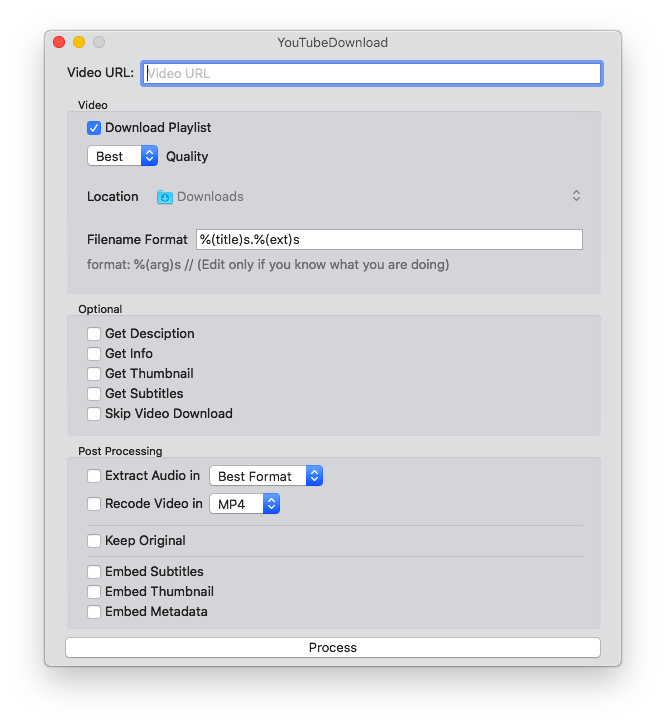 YouTubeDownload
Video URL: Video URL
Video
Download Playlist
Best Quality
Location Downloads
Filename Format %(title)s.%(ext)s
format: %(arg)s // (Edit only if you know what you are doing)
Optional
Get Desciption
Get Info
Get Thumbnail
Get Subtitles
Skip Video Download
Post Processing
Extract Audio in Best Format
Recode Video in MP4
Keep Original
Embed Subtitles
Embed Thumbnail
Embed Metadata
Process